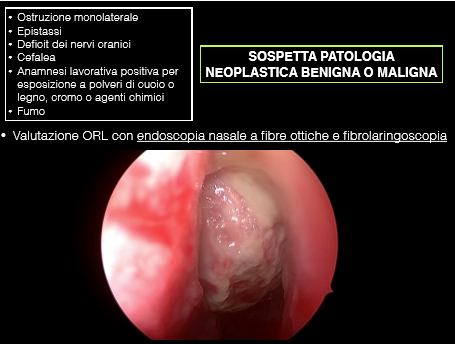 • Ostruzione monolaterale
• Epistassi
• Deficit dei nervi cranici
• Cefalea
• Anamnesi lavorativa positiva per
esposizione a polveri di cuoio o
legno, cromo o agenti chimici
• Fumo
SOSPETTA PATOLOGIA
NEOPLASTICA BENIGNA O MALIGNA
• Valutazione ORL con endoscopia nasale a fibre ottiche e fibrolaringoscopia